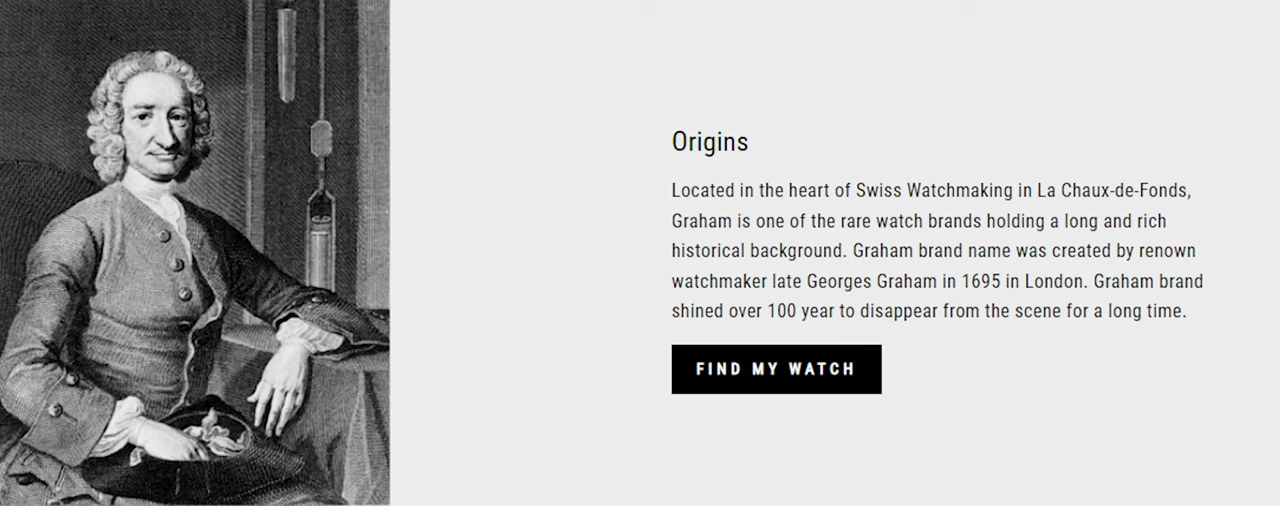 Origins
Located in the heart of Swiss Watchmaking in La Chaux-de-Fonds,
Graham is one of the rare watch brands holding a long and rich
historical background. Graham brand name was created by renown
watchmaker late Georges Graham in 1695 in London. Graham brand
shined over 100 year to disappear from the scene for a long time.
FIND MY WATCH